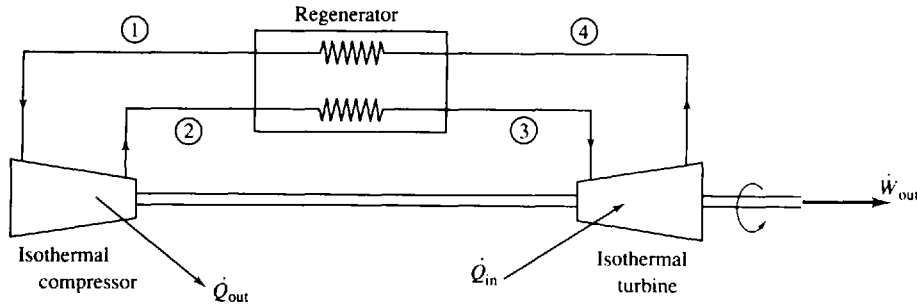 Regenerator
1
4
2
3
Ẇout
Isothermal
compressor
Q̇out
Q̇in
Isothermal
turbine